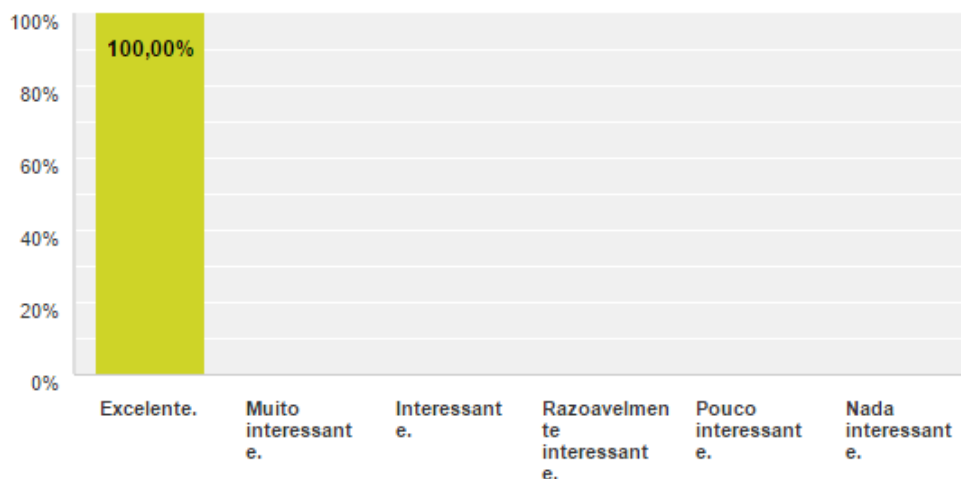 100%
100,00%
80%
60%
40%
20%
0%
Excelente.
Muito
interessant
e.
Interessant
e.
Razoavelmen
te
interessant
e.
Pouco
interessant
e.
Nada
interessant
e.